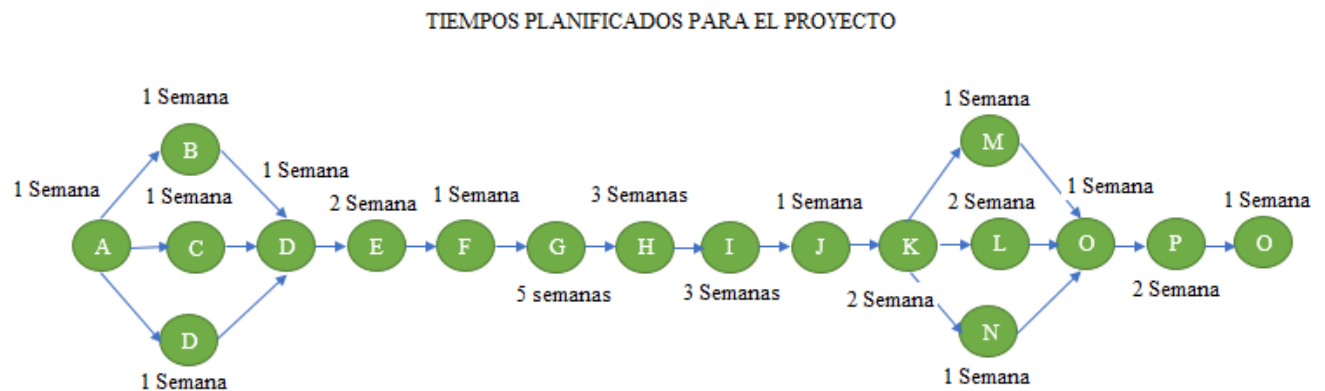 TIEMPOS PLANIFICADOS PARA EL PROYECTO
1 Semana
1 Semana
B
M
1 Semana
1 Semana
1 Semana
2 Semana
1 Semana
3 Semanas
1 Semana
2 Semana
1 Semana
1 Semana
A
C
D
E
F
G
H
I
J
K
L
O
P
O
5 semanas
3 Semanas
2 Semana
2 Semana
D
N
1 Semana
1 Semana